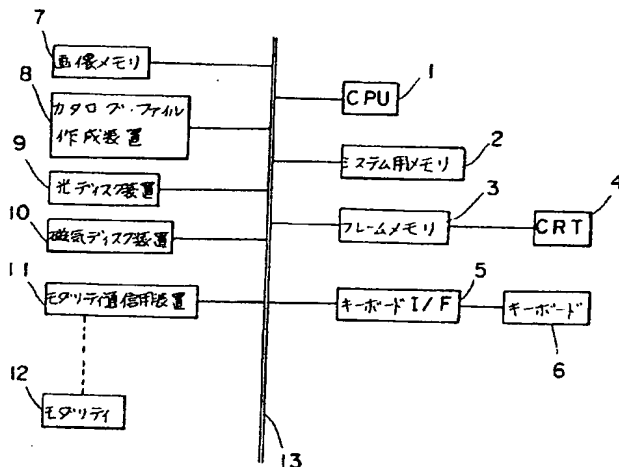 7
画像メモリ
8
カタログ・ファイル
作成装置
9
光ディスク装置
10
磁気ディスク装置
11
モダリティ通信用装置
12
モダリティ
1
CPU
2
システム用メモリ
3
フレームメモリ
4
CRT
5
キーボードI/F
キーボード
6
13